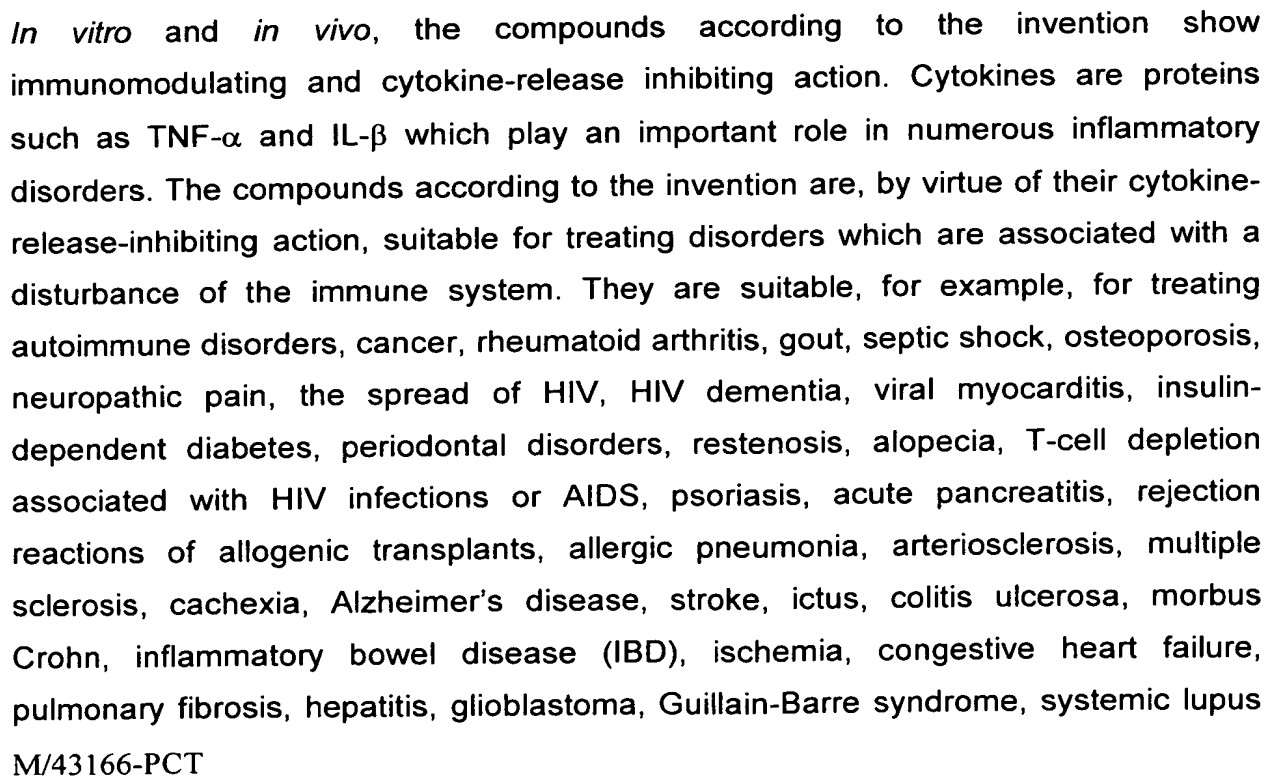 In vitro and in vivo, the compounds according to the invention show
immunomodulating and cytokine-release inhibiting action. Cytokines are proteins
such as TNF-α and IL-β which play an important role in numerous inflammatory
disorders. The compounds according to the invention are, by virtue of their cytokine-
release-inhibiting action, suitable for treating disorders which are associated with a
disturbance of the immune system. They are suitable, for example, for treating
autoimmune disorders, cancer, rheumatoid arthritis, gout, septic shock, osteoporosis,
neuropathic pain, the spread of HIV, HIV dementia, viral myocarditis, insulin-
dependent diabetes, periodontal disorders, restenosis, alopecia, T-cell depletion
associated with HIV infections or AIDS, psoriasis, acute pancreatitis, rejection
reactions of allogenic transplants, allergic pneumonia, arteriosclerosis, multiple
sclerosis, cachexia, Alzheimer's disease, stroke, ictus, colitis ulcerosa, morbus
Crohn, inflammatory bowel disease (IBD), ischemia, congestive heart failure,
pulmonary fibrosis, hepatitis, glioblastoma, Guillain-Barre syndrome, systemic lupus
M/43166-PCT